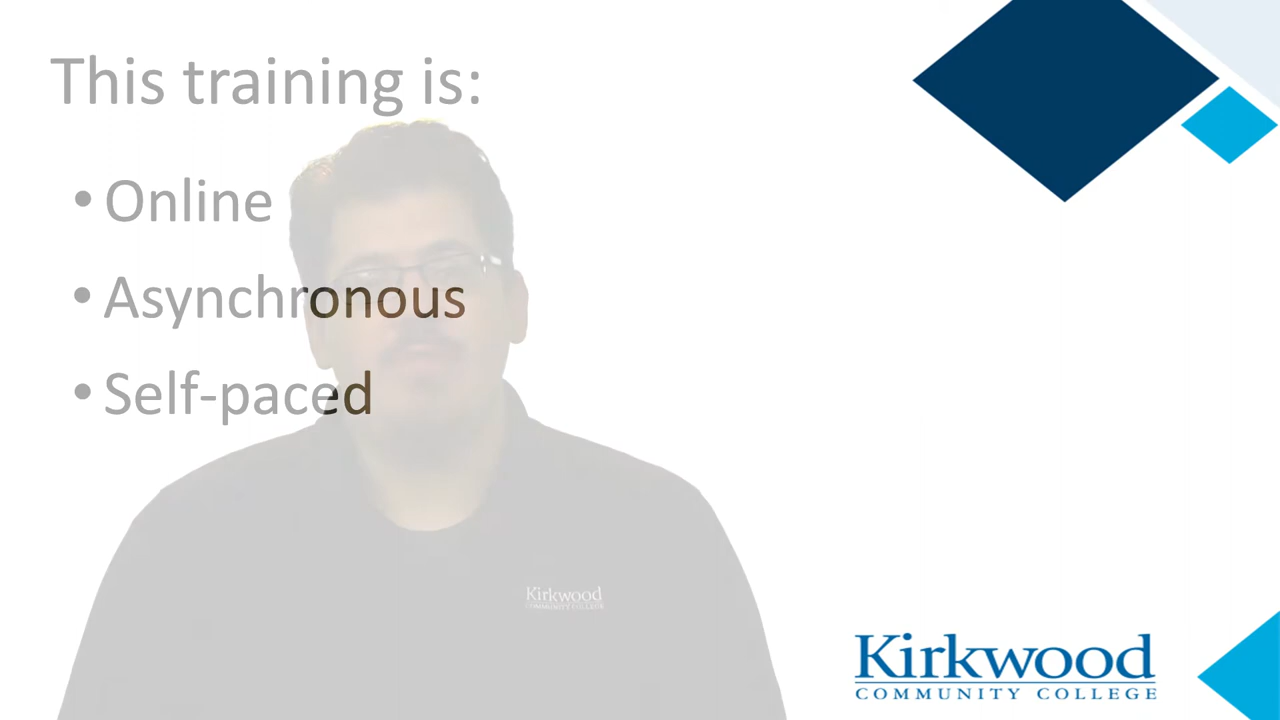 This training is:
• Online
• Asynchronous
• Self-paced
Kirkwood
COMMUNITY COLLEGE
Kirkwood
COMMUNITY COLLEGE